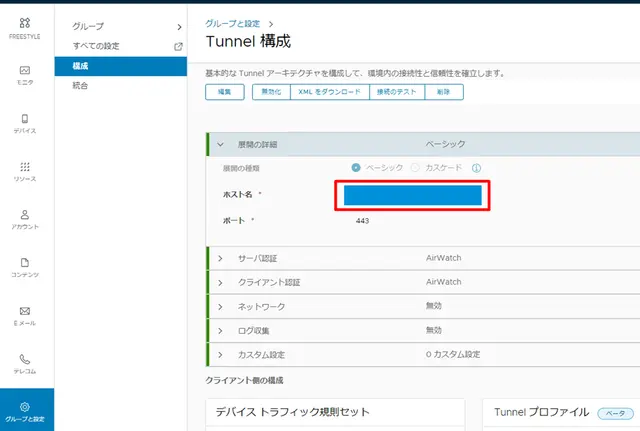 FREESTYLE
モニタ
デバイス
リソース
アカウント
コンテンツ
E メール
テレコム
グループと設定
グループ
すべての設定
構成
統合
グループと設定
Tunnel 構成
基本的な Tunnel アーキテクチャを構成して、環境内の接続性と信頼性を確立します。
編集 無効化 XML をダウンロード 接続のテスト 削除
展開の詳細 ベーシック
展開の種類 ベーシック カスケード
ホスト名 *
ポート * 443
サーバ認証 AirWatch
クライアント認証 AirWatch
ネットワーク 無効
ログ収集 無効
カスタム設定 0 カスタム設定
クライアント側の構成
デバイス トラフィック規則セット
Tunnel プロファイル ベータ